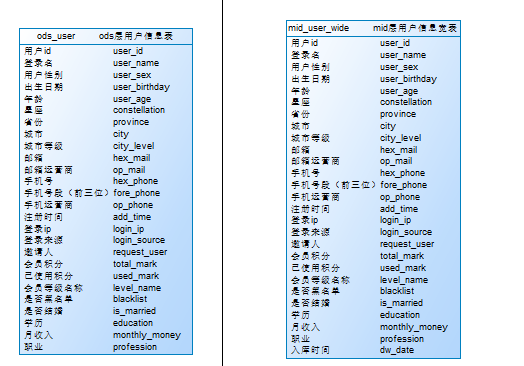 ods_user ods层用户信息表
用户id user_id
登录名 user_name
用户性别 user_sex
出生日期 user_birthday
年龄 user_age
星座 constellation
省份 province
城市 city
城市等级 city_level
邮箱 hex_mail
邮箱运营商 op_mail
手机号 hex_phone
手机号段（前三位） fore_phone
手机运营商 op_phone
注册时间 add_time
登录ip login_ip
登录来源 login_source
邀请人 request_user
会员积分 total_mark
已使用积分 used_mark
会员等级名称 level_name
是否黑名单 blacklist
是否结婚 is_married
学历 education
月收入 monthly_money
职业 profession
mid_user_wide mid层用户信息宽表
用户id user_id
登录名 user_name
用户性别 user_sex
出生日期 user_birthday
年龄 user_age
星座 constellation
省份 province
城市 city
城市等级 city_level
邮箱 hex_mail
邮箱运营商 op_mail
手机号 hex_phone
手机号段（前三位） fore_phone
手机运营商 op_phone
注册时间 add_time
登录ip login_ip
登录来源 login_source
邀请人 request_user
会员积分 total_mark
已使用积分 used_mark
会员等级名称 level_name
是否黑名单 blacklist
是否结婚 is_married
学历 education
月收入 monthly_money
职业 profession
入库时间 dw_date